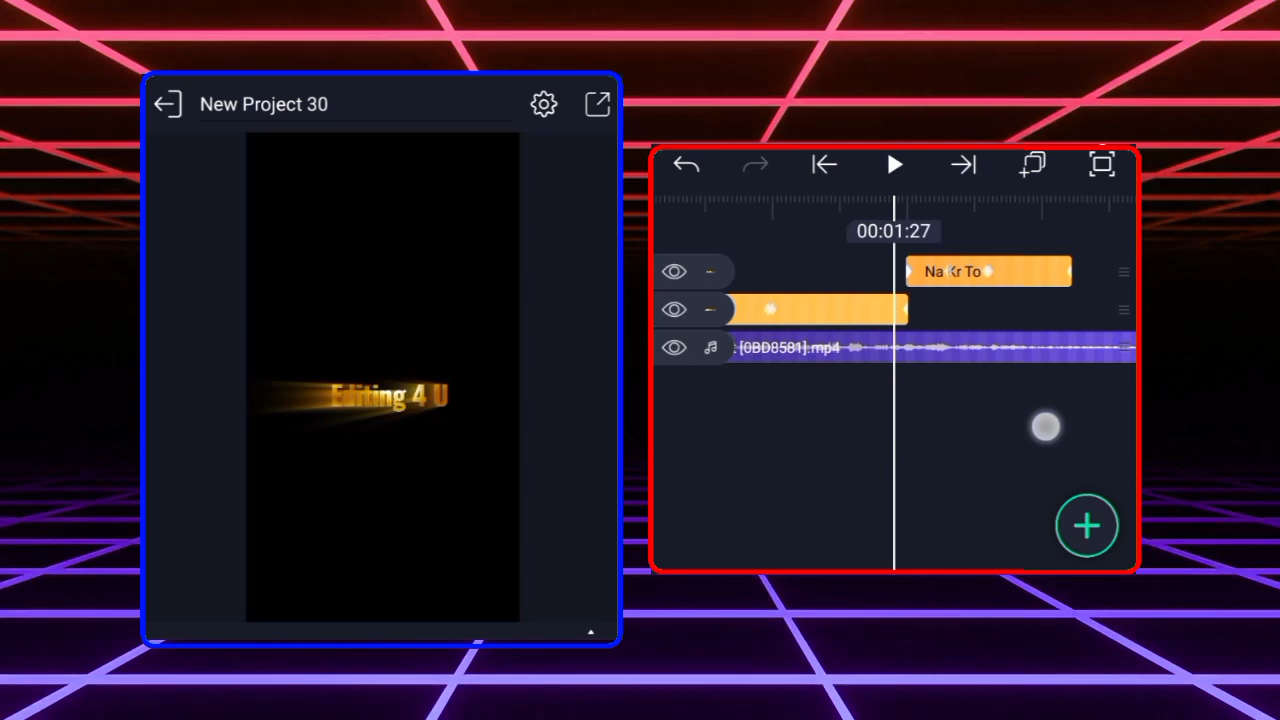 New Project 30
Editing 4 U
00:01:27
Na Kr To
[0BD8581].mp4